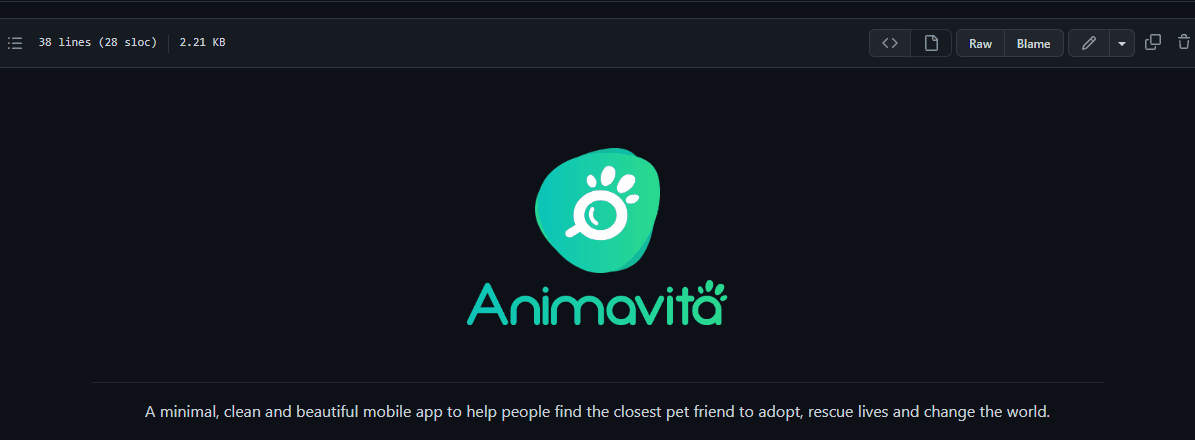 38 lines (28 sloc) 2.21 KB Raw Blame
Animavita
A minimal, clean and beautiful mobile app to help people find the closest pet friend to adopt, rescue lives and change the world.